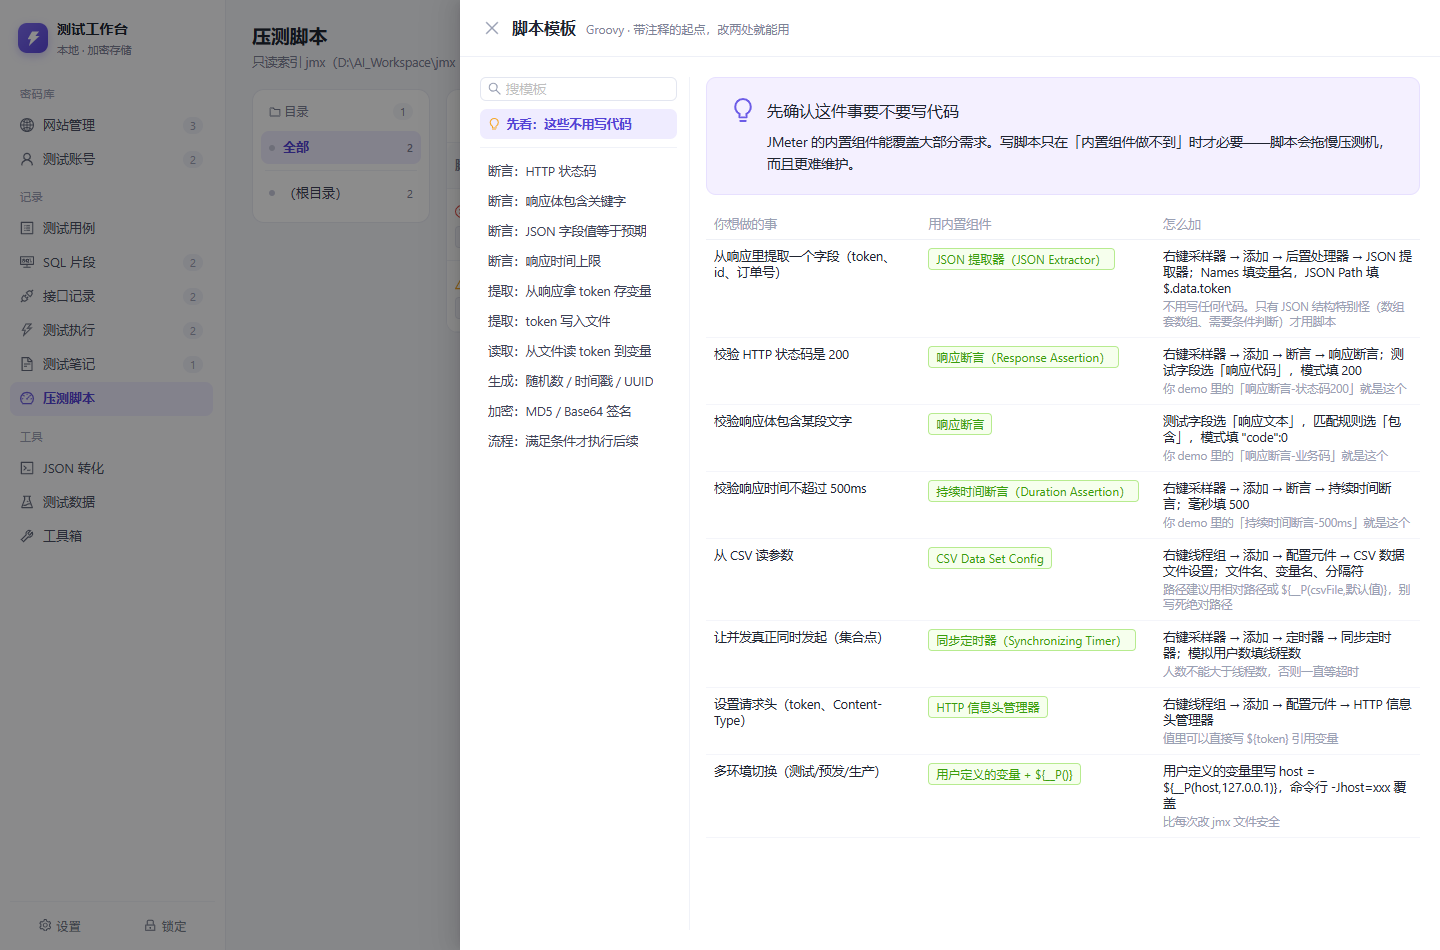 测试工作台
本地 · 加密存储
密码库
网站管理 3
测试账号 2
记录
测试用例
SQL 片段 2
接口记录 2
测试执行 2
测试笔记 1
压测脚本
工具
JSON 转化
测试数据
工具箱
设置 锁定
压测脚本
只读索引 jmx（D:\AI_Workspace\jmx
目录 1
全部 2
（根目录） 2
脚本模板 Groovy · 带注释的起点，改两处就能用
搜模板
先看：这些不用写代码
断言：HTTP 状态码
断言：响应体包含关键字
断言：JSON 字段值等于预期
断言：响应时间上限
提取：从响应拿 token 存变量
提取：token 写入文件
读取：从文件读 token 到变量
生成：随机数 / 时间戳 / UUID
加密：MD5 / Base64 签名
流程：满足条件才执行后续
先确认这件事要不要写代码
JMeter 的内置组件能覆盖大部分需求。写脚本只在「内置组件做不到」时才必要——脚本会拖慢压测机，
而且更难维护。
你想做的事 用内置组件 怎么加
从响应里提取一个字段（token、
id、订单号）
JSON 提取器（JSON Extractor）
右键采样器 → 添加 → 后置处理器 → JSON 提
取器；Names 填变量名，JSON Path 填
$.data.token
不用写任何代码。只有 JSON 结构特别怪（数组
套数组、需要条件判断）才用脚本
校验 HTTP 状态码是 200
响应断言（Response Assertion）
右键采样器 → 添加 → 断言 → 响应断言；测
试字段选「响应代码」，模式填 200
你 demo 里的「响应断言-状态码200」就是这个
校验响应体包含某段文字
响应断言
测试字段选「响应文本」，匹配规则选「包
含」，模式填 "code":0
你 demo 里的「响应断言-业务码」就是这个
校验响应时间不超过 500ms
持续时间断言（Duration Assertion）
右键采样器 → 添加 → 断言 → 持续时间断
言；毫秒填 500
你 demo 里的「持续时间断言-500ms」就是这个
从 CSV 读参数
CSV Data Set Config
右键线程组 → 添加 → 配置元件 → CSV 数据
文件设置；文件名、变量名、分隔符
路径建议用相对路径或 ${__P(csvFile,默认值)}，别
写死绝对路径
让并发真正同时发起（集合点）
同步定时器（Synchronizing Timer）
右键采样器 → 添加 → 定时器 → 同步定时
器；模拟用户数填线程数
人数不能大于线程数，否则一直等超时
设置请求头（token、Content-
Type）
HTTP 信息头管理器
右键线程组 → 添加 → 配置元件 → HTTP 信息
头管理器
值里可以直接写 ${token} 引用变量
多环境切换（测试/预发/生产）
用户定义的变量 + ${__P()}
用户定义的变量里写 host =
${__P(host,127.0.0.1)}，命令行 -Jhost=xxx 覆
盖
比每次改 jmx 文件安全